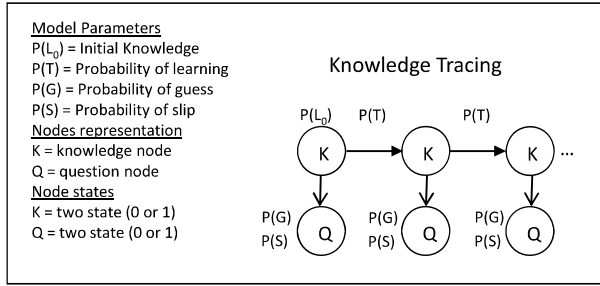 Model Parameters
P(L0) = Initial Knowledge
P(T) = Probability of learning
P(G) = Probability of guess
P(S) = Probability of slip
Nodes representation
K = knowledge node
Q = question node
Node states
K = two state (0 or 1)
Q = two state (0 or 1)
Knowledge Tracing
P(L0) P(T) P(T)
K K K ...
P(G) P(G) P(G)
P(S) P(S) P(S)
Q Q Q